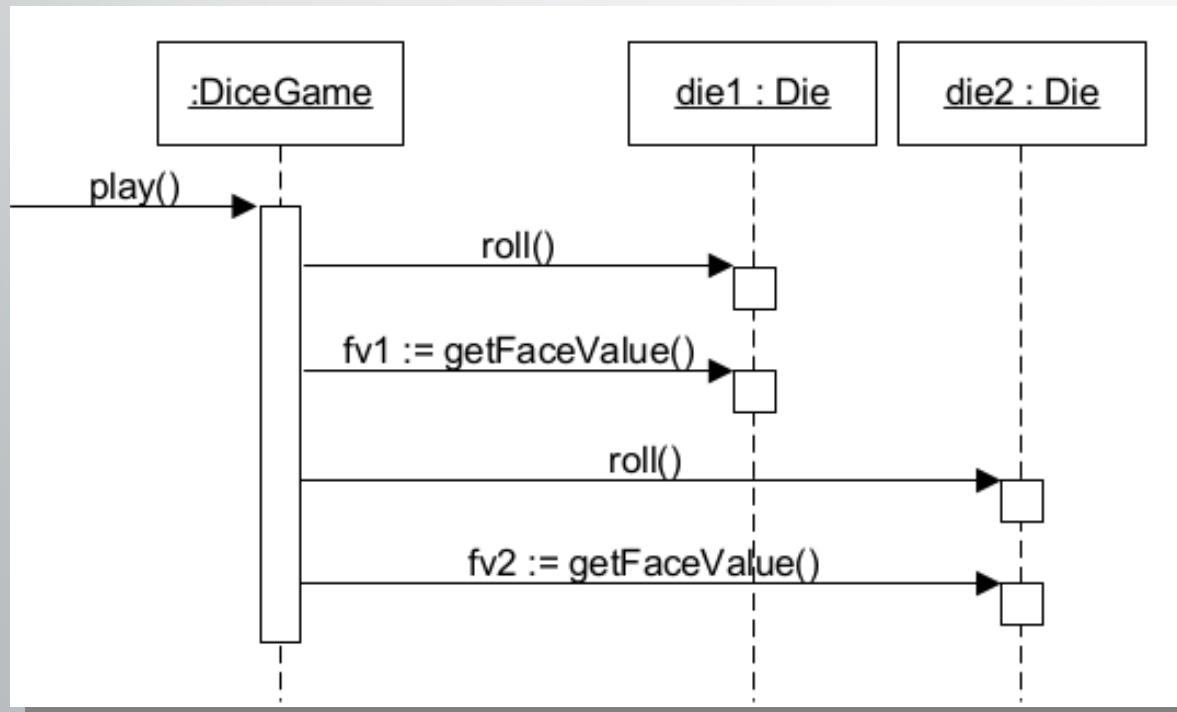 :DiceGame
die1 : Die
die2 : Die
play()
roll()
fv1 := getFaceValue()
roll()
fv2 := getFaceValue()